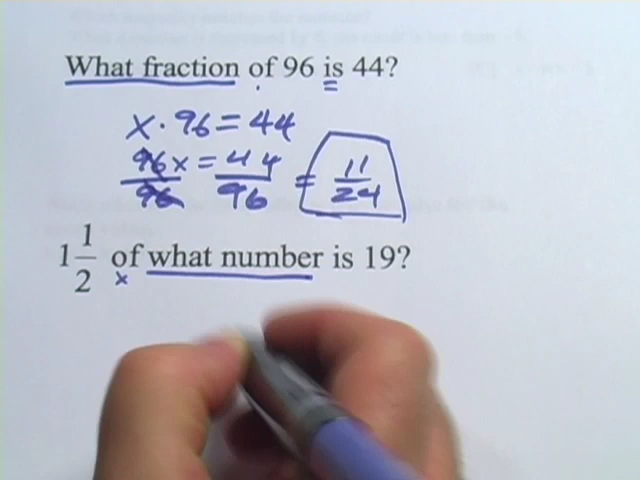 What fraction of 96 is 44?
x · 96 = 44
96x/96 = 44/96 = 11/24
1 1/2 of what number is 19?
x